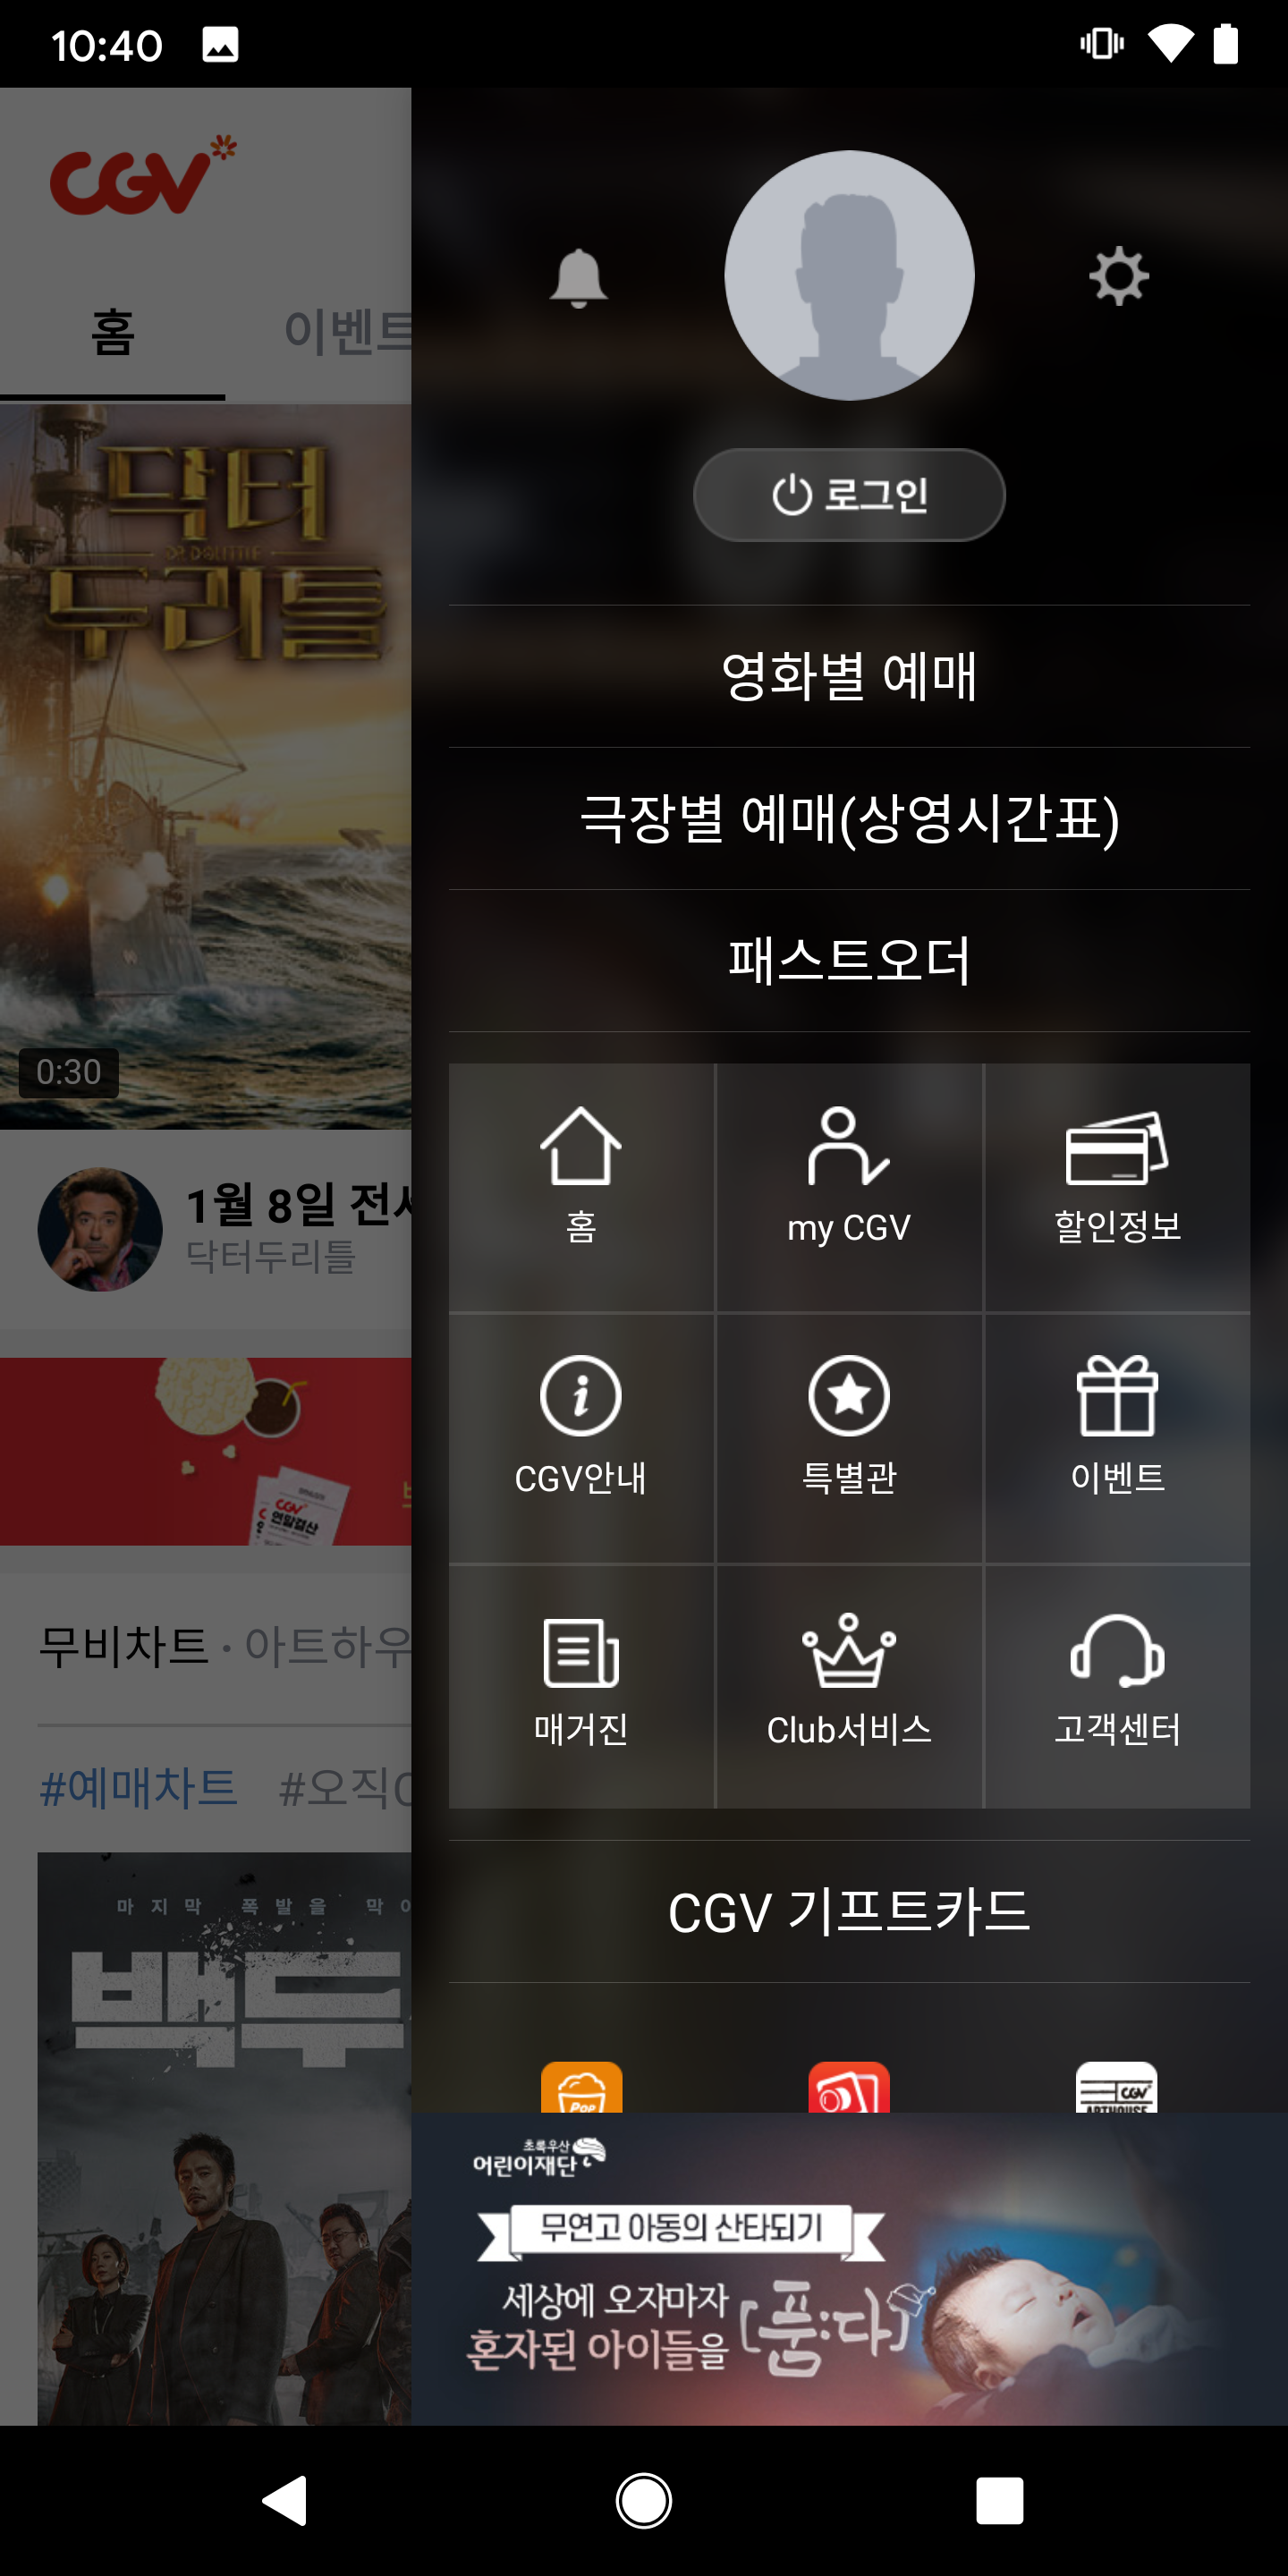 10:40
CGV
홈
이벤트
닥터
DR.DOLITTLE
두리틀
0:30
1월 8일 전
닥터두리틀
CGV
연말결산
무비차트 · 아트하우
#예매차트 #오직
마지막 폭발을 막
백두
로그인
영화별 예매
극장별 예매(상영시간표)
패스트오더
홈
my CGV
할인정보
CGV안내
특별관
이벤트
매거진
Club서비스
고객센터
CGV 기프트카드
Pop
CGV
ARTHOUSE
초록우산
어린이재단
무연고 아동의 산타되기
세상에 오자마자
혼자된 아이들을
[품:다]